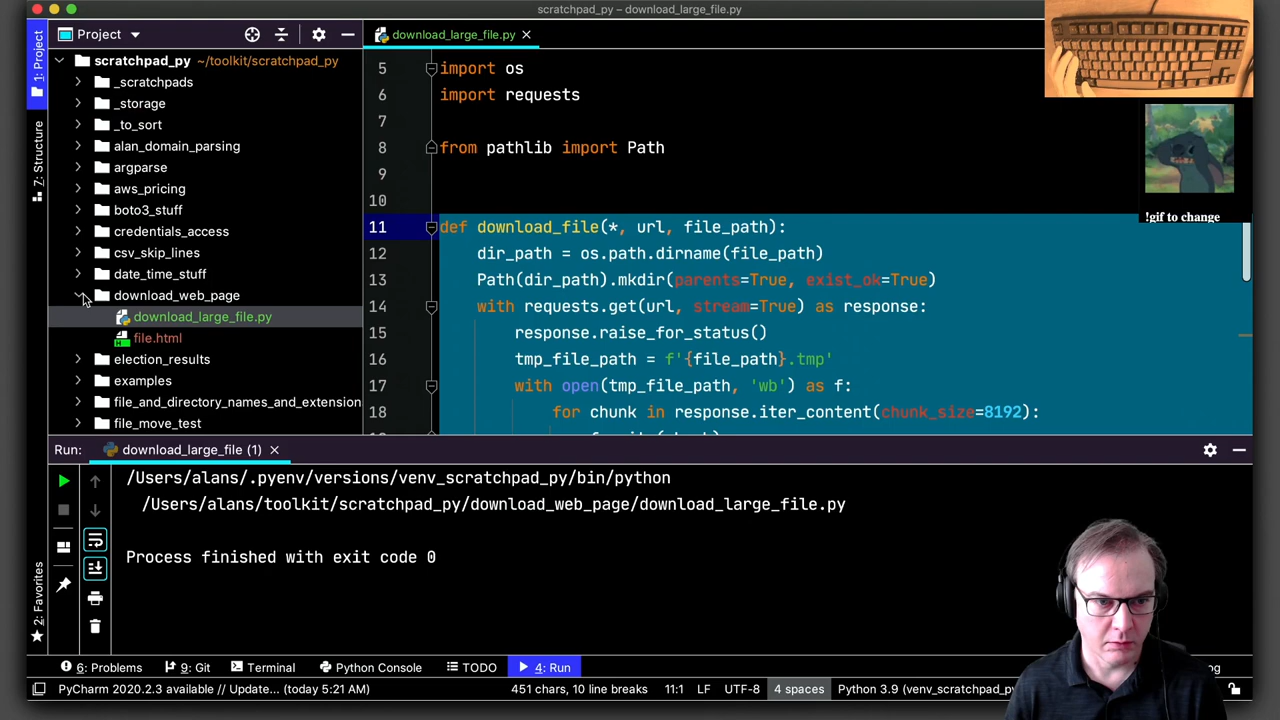 scratchpad_py – download_large_file.py
Project
download_large_file.py
1: Project
7: Structure
2: Favorites
scratchpad_py ~/toolkit/scratchpad_py
_scratchpads
_storage
_to_sort
alan_domain_parsing
argparse
aws_pricing
boto3_stuff
credentials_access
csv_skip_lines
date_time_stuff
download_web_page
download_large_file.py
file.html
election_results
examples
file_and_directory_names_and_extension
file_move_test
5 import os
6 import requests
7
8 from pathlib import Path
9
10
11 def download_file(*, url, file_path):
12 dir_path = os.path.dirname(file_path)
13 Path(dir_path).mkdir(parents=True, exist_ok=True)
14 with requests.get(url, stream=True) as response:
15 response.raise_for_status()
16 tmp_file_path = f'{file_path}.tmp'
17 with open(tmp_file_path, 'wb') as f:
18 for chunk in response.iter_content(chunk_size=8192):
!gif to change
Run: download_large_file (1)
/Users/alans/.pyenv/versions/venv_scratchpad_py/bin/python
/Users/alans/toolkit/scratchpad_py/download_web_page/download_large_file.py
Process finished with exit code 0
6: Problems 9: Git Terminal Python Console TODO 4: Run
PyCharm 2020.2.3 available // Update... (today 5:21 AM) 451 chars, 10 line breaks 11:1 LF UTF-8 4 spaces Python 3.9 (venv_scratchpad_py